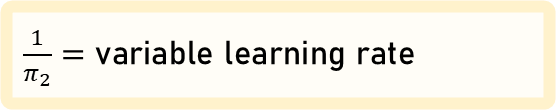 1/π₂ = variable learning rate